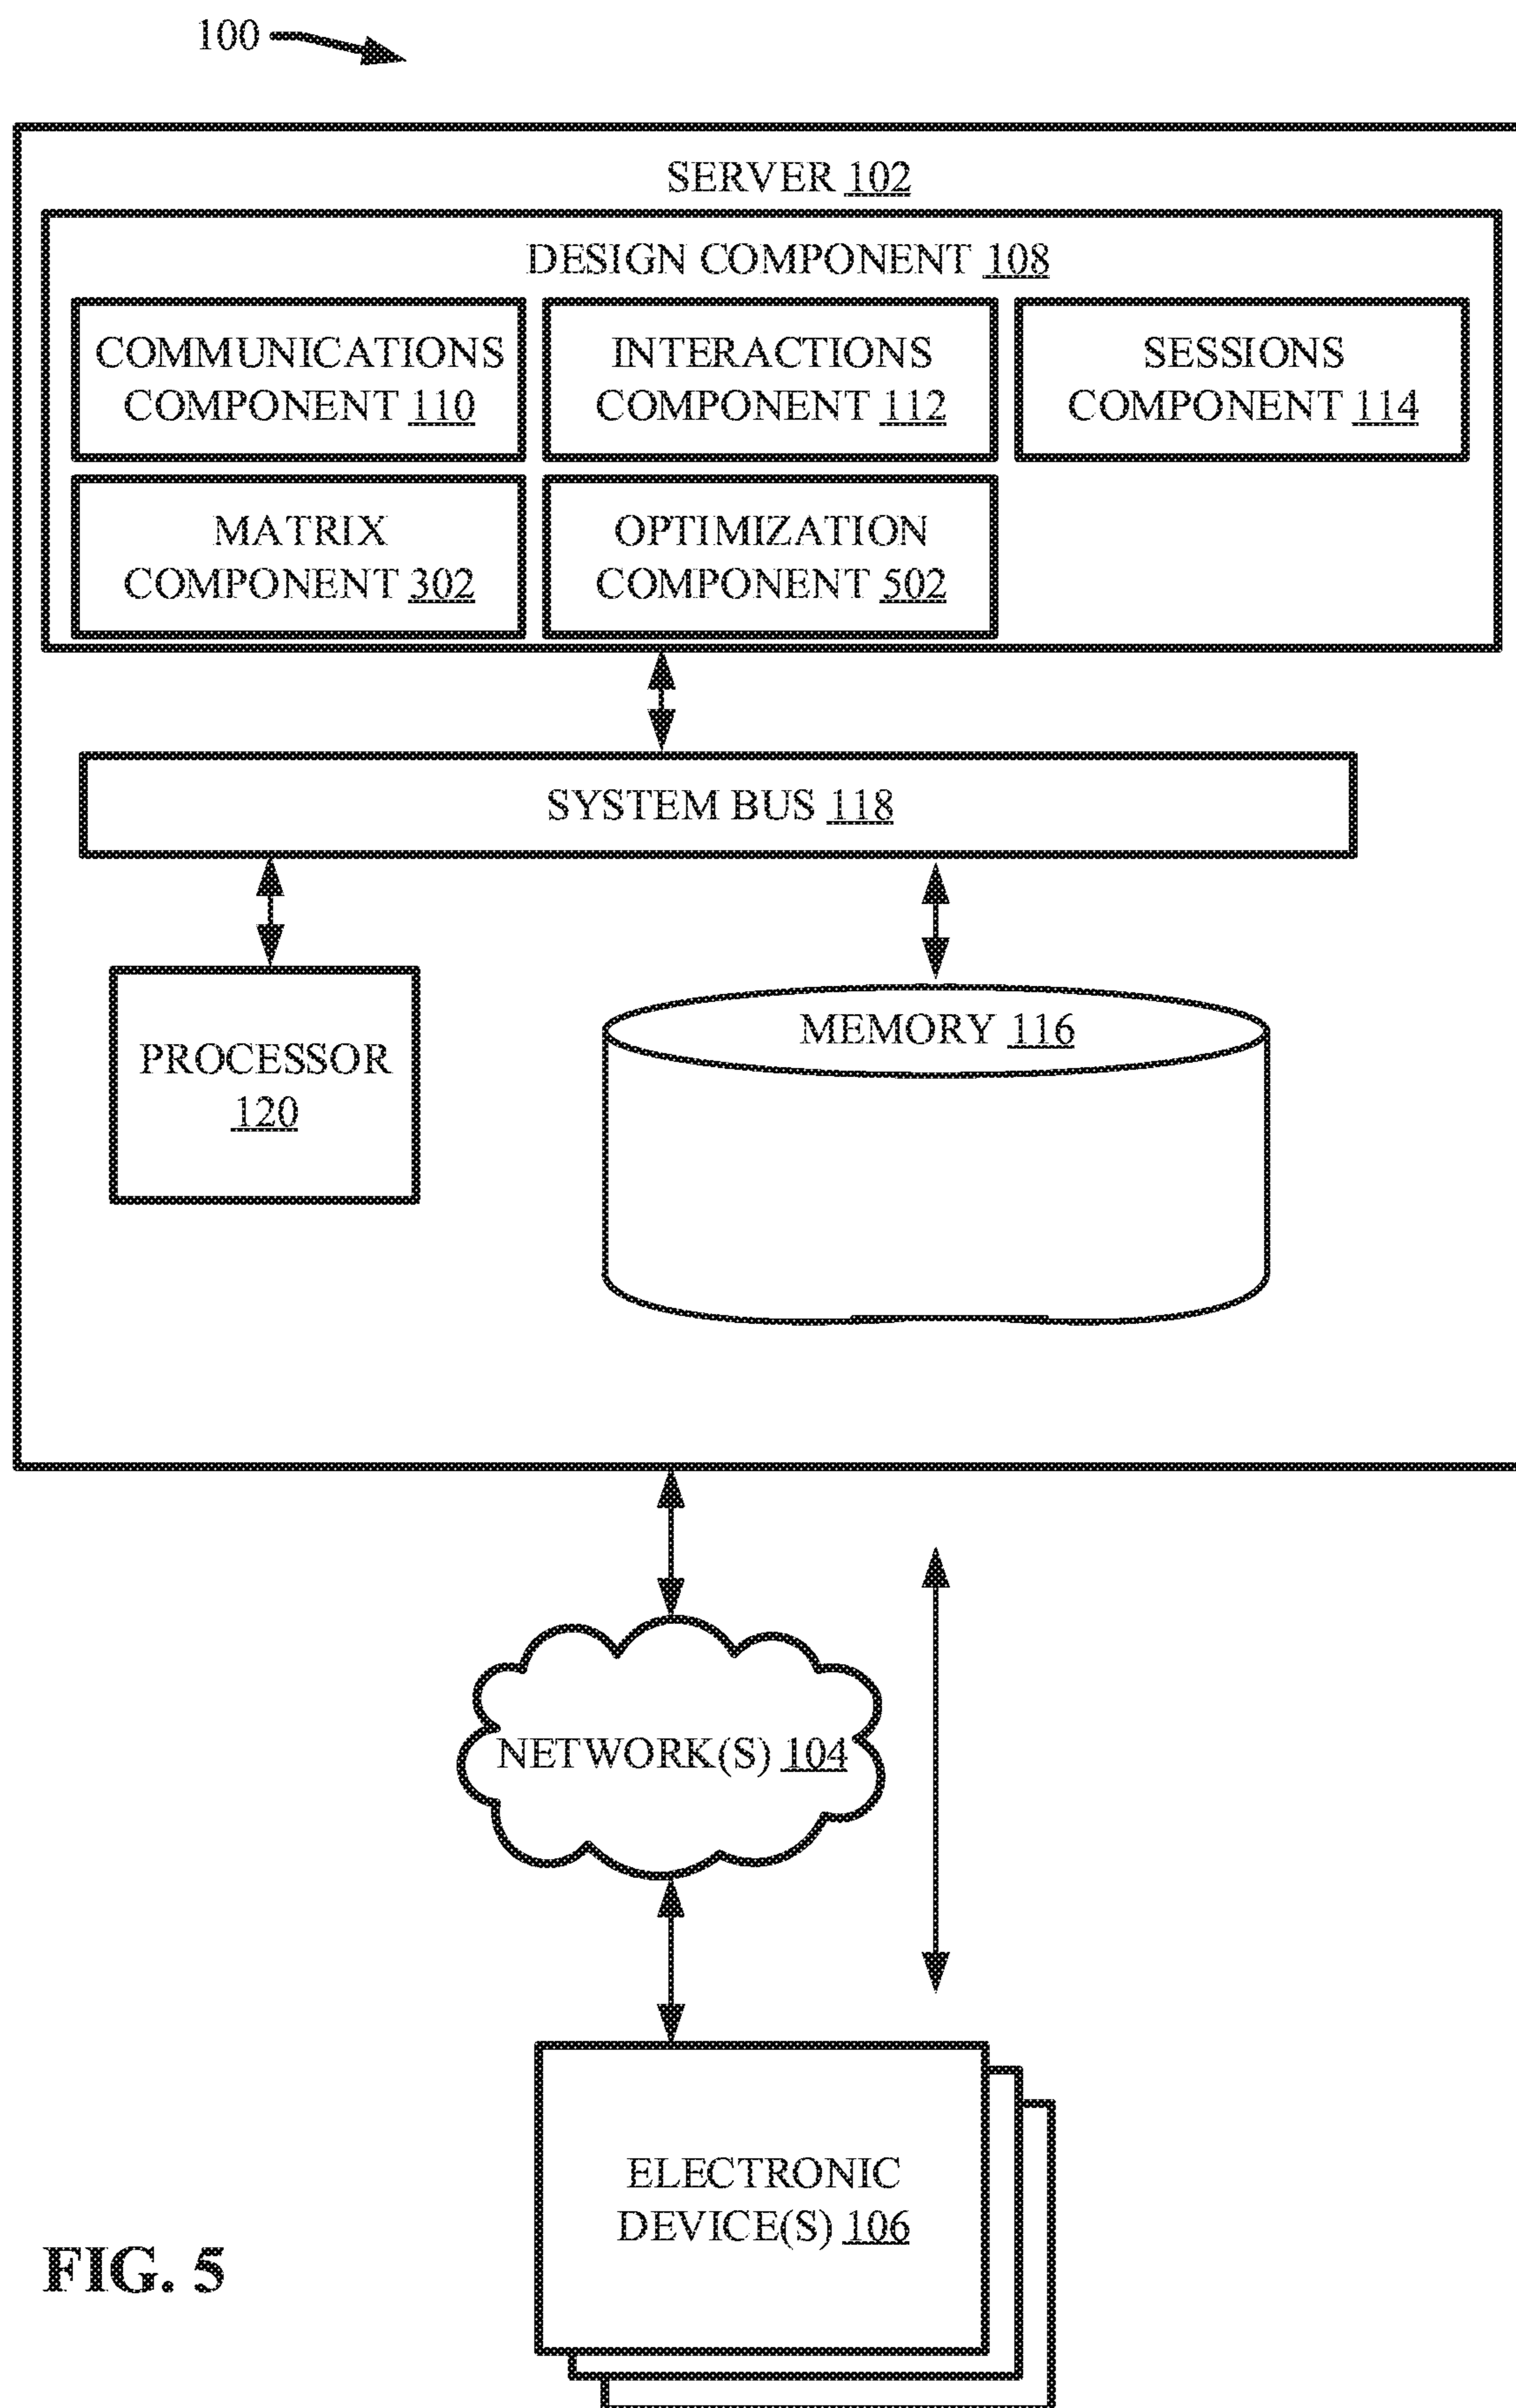 100
SERVER 102
DESIGN COMPONENT 108
COMMUNICATIONS
COMPONENT 110
INTERACTIONS
COMPONENT 112
SESSIONS
COMPONENT 114
MATRIX
COMPONENT 302
OPTIMIZATION
COMPONENT 502
SYSTEM BUS 118
PROCESSOR
120
MEMORY 116
NETWORK(S) 104
ELECTRONIC
DEVICE(S) 106
FIG. 5